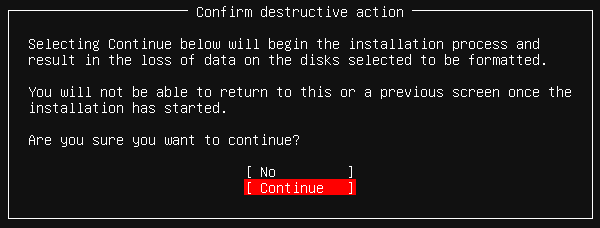 Confirm destructive action
Selecting Continue below will begin the installation process and
result in the loss of data on the disks selected to be formatted.
You will not be able to return to this or a previous screen once the
installation has started.
Are you sure you want to continue?
[ No ]
[ Continue ]